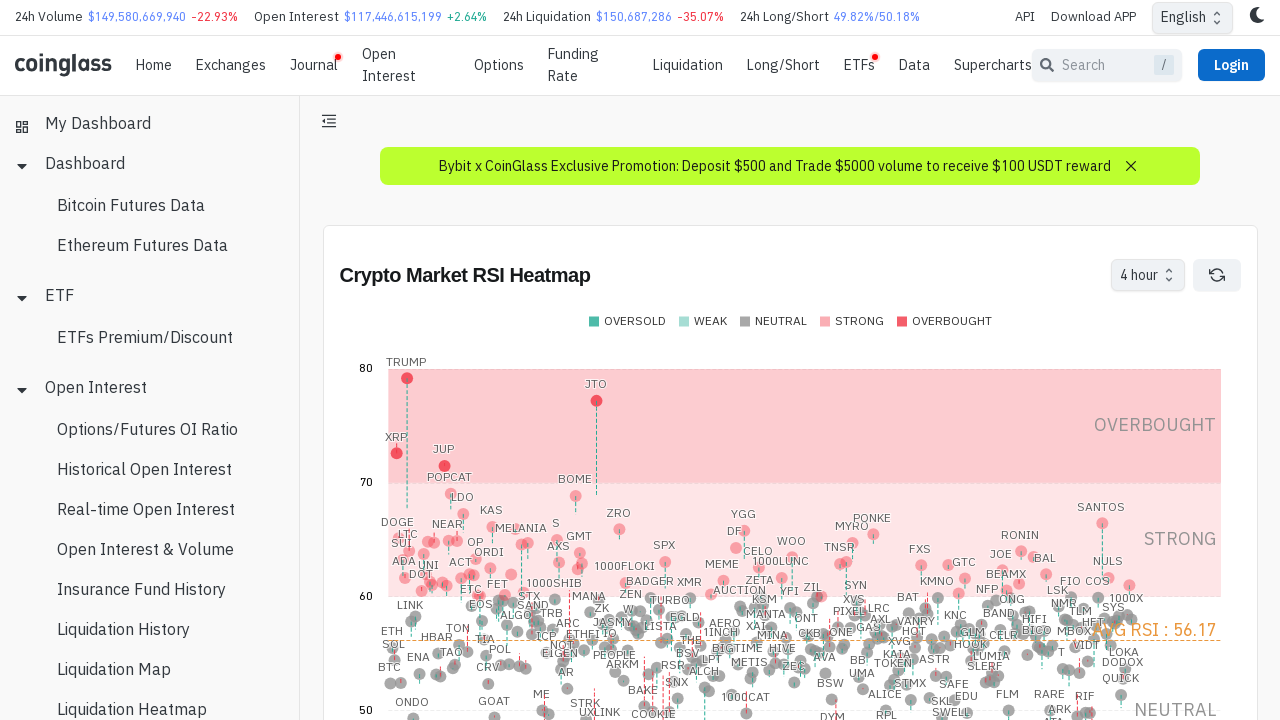 24h Volume $149,580,669,940 -22.93% Open Interest $117,446,615,199 +2.64% 24h Liquidation $150,687,286 -35.07% 24h Long/Short 49.82%/50.18% API Download APP English
coinglass Home Exchanges Journal Open Interest Options Funding Rate Liquidation Long/Short ETFs Data Supercharts Search / Login
My Dashboard
Dashboard
Bitcoin Futures Data
Ethereum Futures Data
ETF
ETFs Premium/Discount
Open Interest
Options/Futures OI Ratio
Historical Open Interest
Real-time Open Interest
Open Interest & Volume
Insurance Fund History
Liquidation History
Liquidation Map
Liquidation Heatmap
Bybit x CoinGlass Exclusive Promotion: Deposit $500 and Trade $5000 volume to receive $100 USDT reward
Crypto Market RSI Heatmap
4 hour
OVERSOLD WEAK NEUTRAL STRONG OVERBOUGHT
TRUMP
80
JTO
OVERBOUGHT
XRP
JUP
POPCAT
BOME
70
LDO
SANTOS
KAS
ZRO
YGG
PONKE
DOGE NEAR MELANIA S
MYRO
LTC
DF
RONIN
STRONG
GMT
SUI
OP
WOO
SPX
AXS
TNSR
FXS
CELO
ORDI
JOE
BAL
ADA
UNI
ACT
1000FLOKI
MEME
1000LUNC
GTC
NULS
DOT
BEAMX
FET
1000SHIB
BADGER
XMR
ZETA
KMNO
FIO
COS
ETC
AUCTION
YFI
ZIL
SYN
NFP
LSK
60
STX
MANA
ZEN
TURBO
KSM
XVS
BAT
ONG
1000X
LINK
EOS
SAND
ZK
W
NMR
SYS
ALGO
TRB
BGLD
MANTA
ONT
PIXEL
LRC
KNC
BAND
TLM
ARC
JASMY
LISTA
AERO
XAI
GAS
AXL
VANRY
HIFI
HFT
ETH
TON
ICP
ETHFI
IO
1INCH
MINA
CKB
ONE
HOT
GLM
CELR
BICO
MBOX
AVG RSI : 56.17
HBAR
TIA
NOT
THE
XVG
SOL
TAO
POL
EIGEN
PEOPLE
BSV
BIGTIME
HIVE
KAIA
HOOK
T
VIDT
LOKA
BTC
ENA
CRV
AR
ARKM
RSR
LPT
METIS
ZEC
AVA
BB
TOKEN
ASTR
LUMIA
SLERF
DODOX
ALCH
UMA
QUICK
ONDO
GOAT
ME
STRK
BAKE
SNX
1000CAT
BSW
ALICE
STMX
SAFE
EDU
FLM
RARE
RIF
UXLINK
COOKIE
DYM
RPL
SKL
SWELL
ARK
50
NEUTRAL